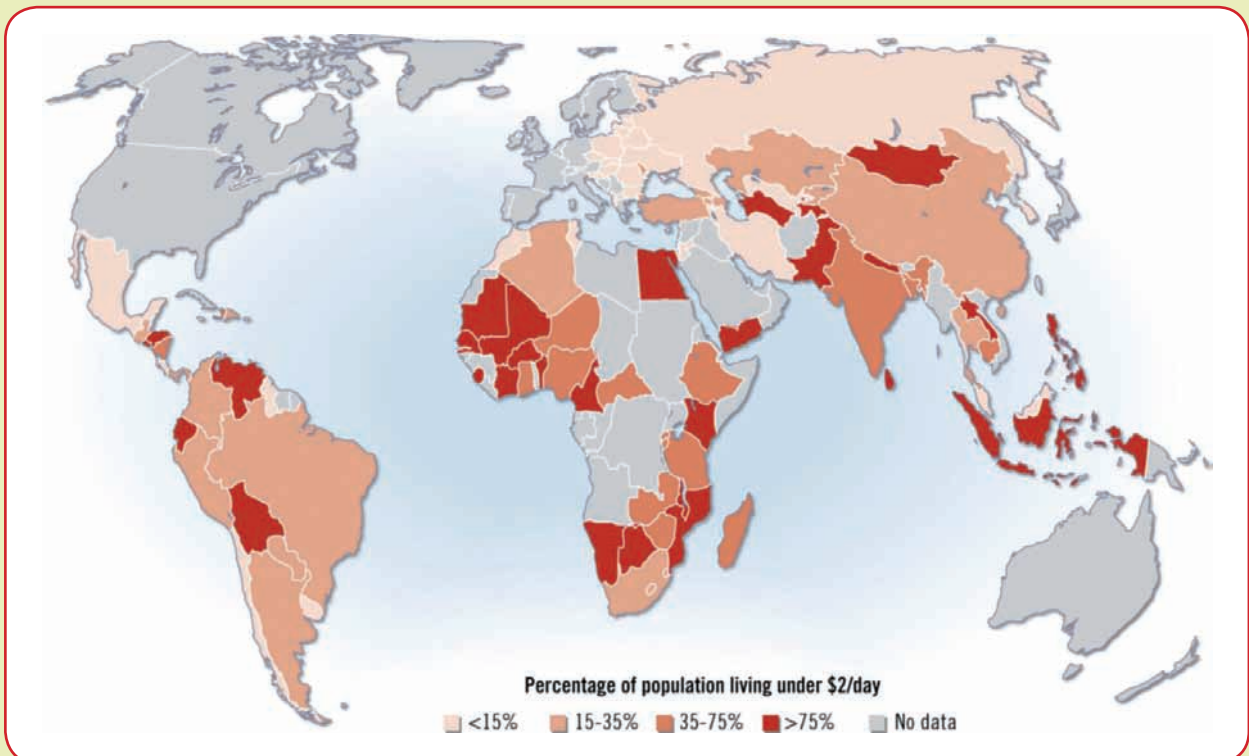 Percentage of population living under $2/day
<15% 15-35% 35-75% >75% No data